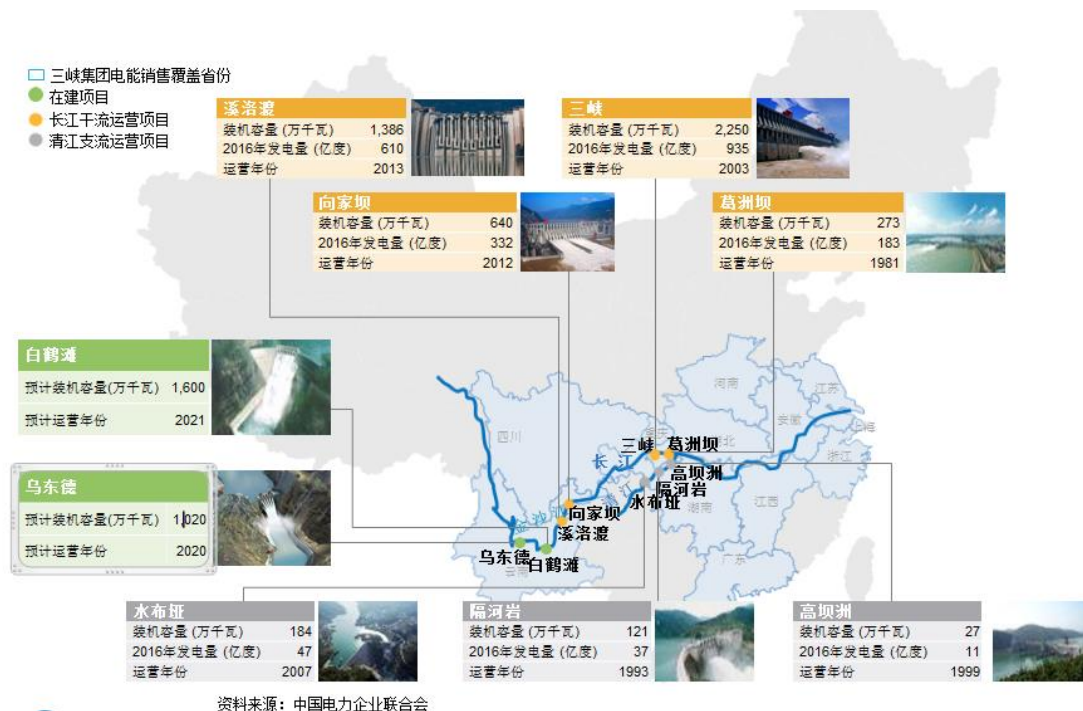 三峡集团电能销售覆盖省份
在建项目
长江干流运营项目
清江支流运营项目
溪洛渡
装机容量 (万千瓦) 1,386
2016年发电量 (亿度) 610
运营年份 2013
三峡
装机容量 (万千瓦) 2,250
2016年发电量 (亿度) 935
运营年份 2003
向家坝
装机容量 (万千瓦) 640
2016年发电量 (亿度) 332
运营年份 2012
葛洲坝
装机容量 (万千瓦) 273
2016年发电量 (亿度) 183
运营年份 1981
白鹤滩
预计装机容量(万千瓦) 1,600
预计运营年份 2021
乌东德
预计装机容量(万千瓦) 1,020
预计运营年份 2020
河南
江苏
安徽
上海
四川
重庆
三峡
葛洲坝
浙江
长江
高坝洲
隔河岩
水布垭
湖南
江西
金沙
向家坝
溪洛渡
广东
乌东德
白鹤滩
云南
水布垭
装机容量 (万千瓦) 184
2016年发电量 (亿度) 47
运营年份 2007
隔河岩
装机容量 (万千瓦) 121
2016年发电量 (亿度) 37
运营年份 1993
高坝洲
装机容量 (万千瓦) 27
2016年发电量 (亿度) 11
运营年份 1999
资料来源：中国电力企业联合会